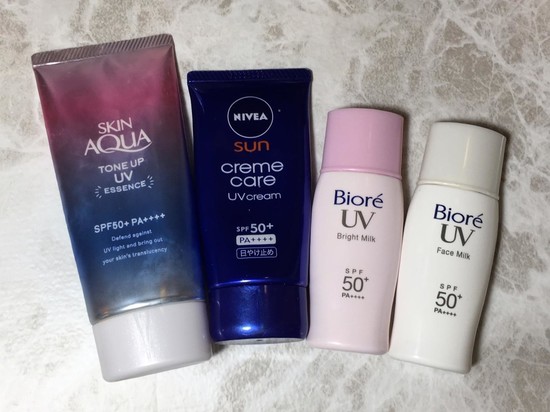 SKIN
AQUA
TONE UP
UV
ESSENCE
SPF50+ PA++++
Defend against
UV light and bring out
your skin's translucency.
NIVEA
sun
creme
care
UV cream
SPF 50+
PA++++
日やけ止め
Bioré
UV
Bright Milk
SPF
50+
PA++++
Bioré
UV
Face Milk
SPF
50+
PA++++